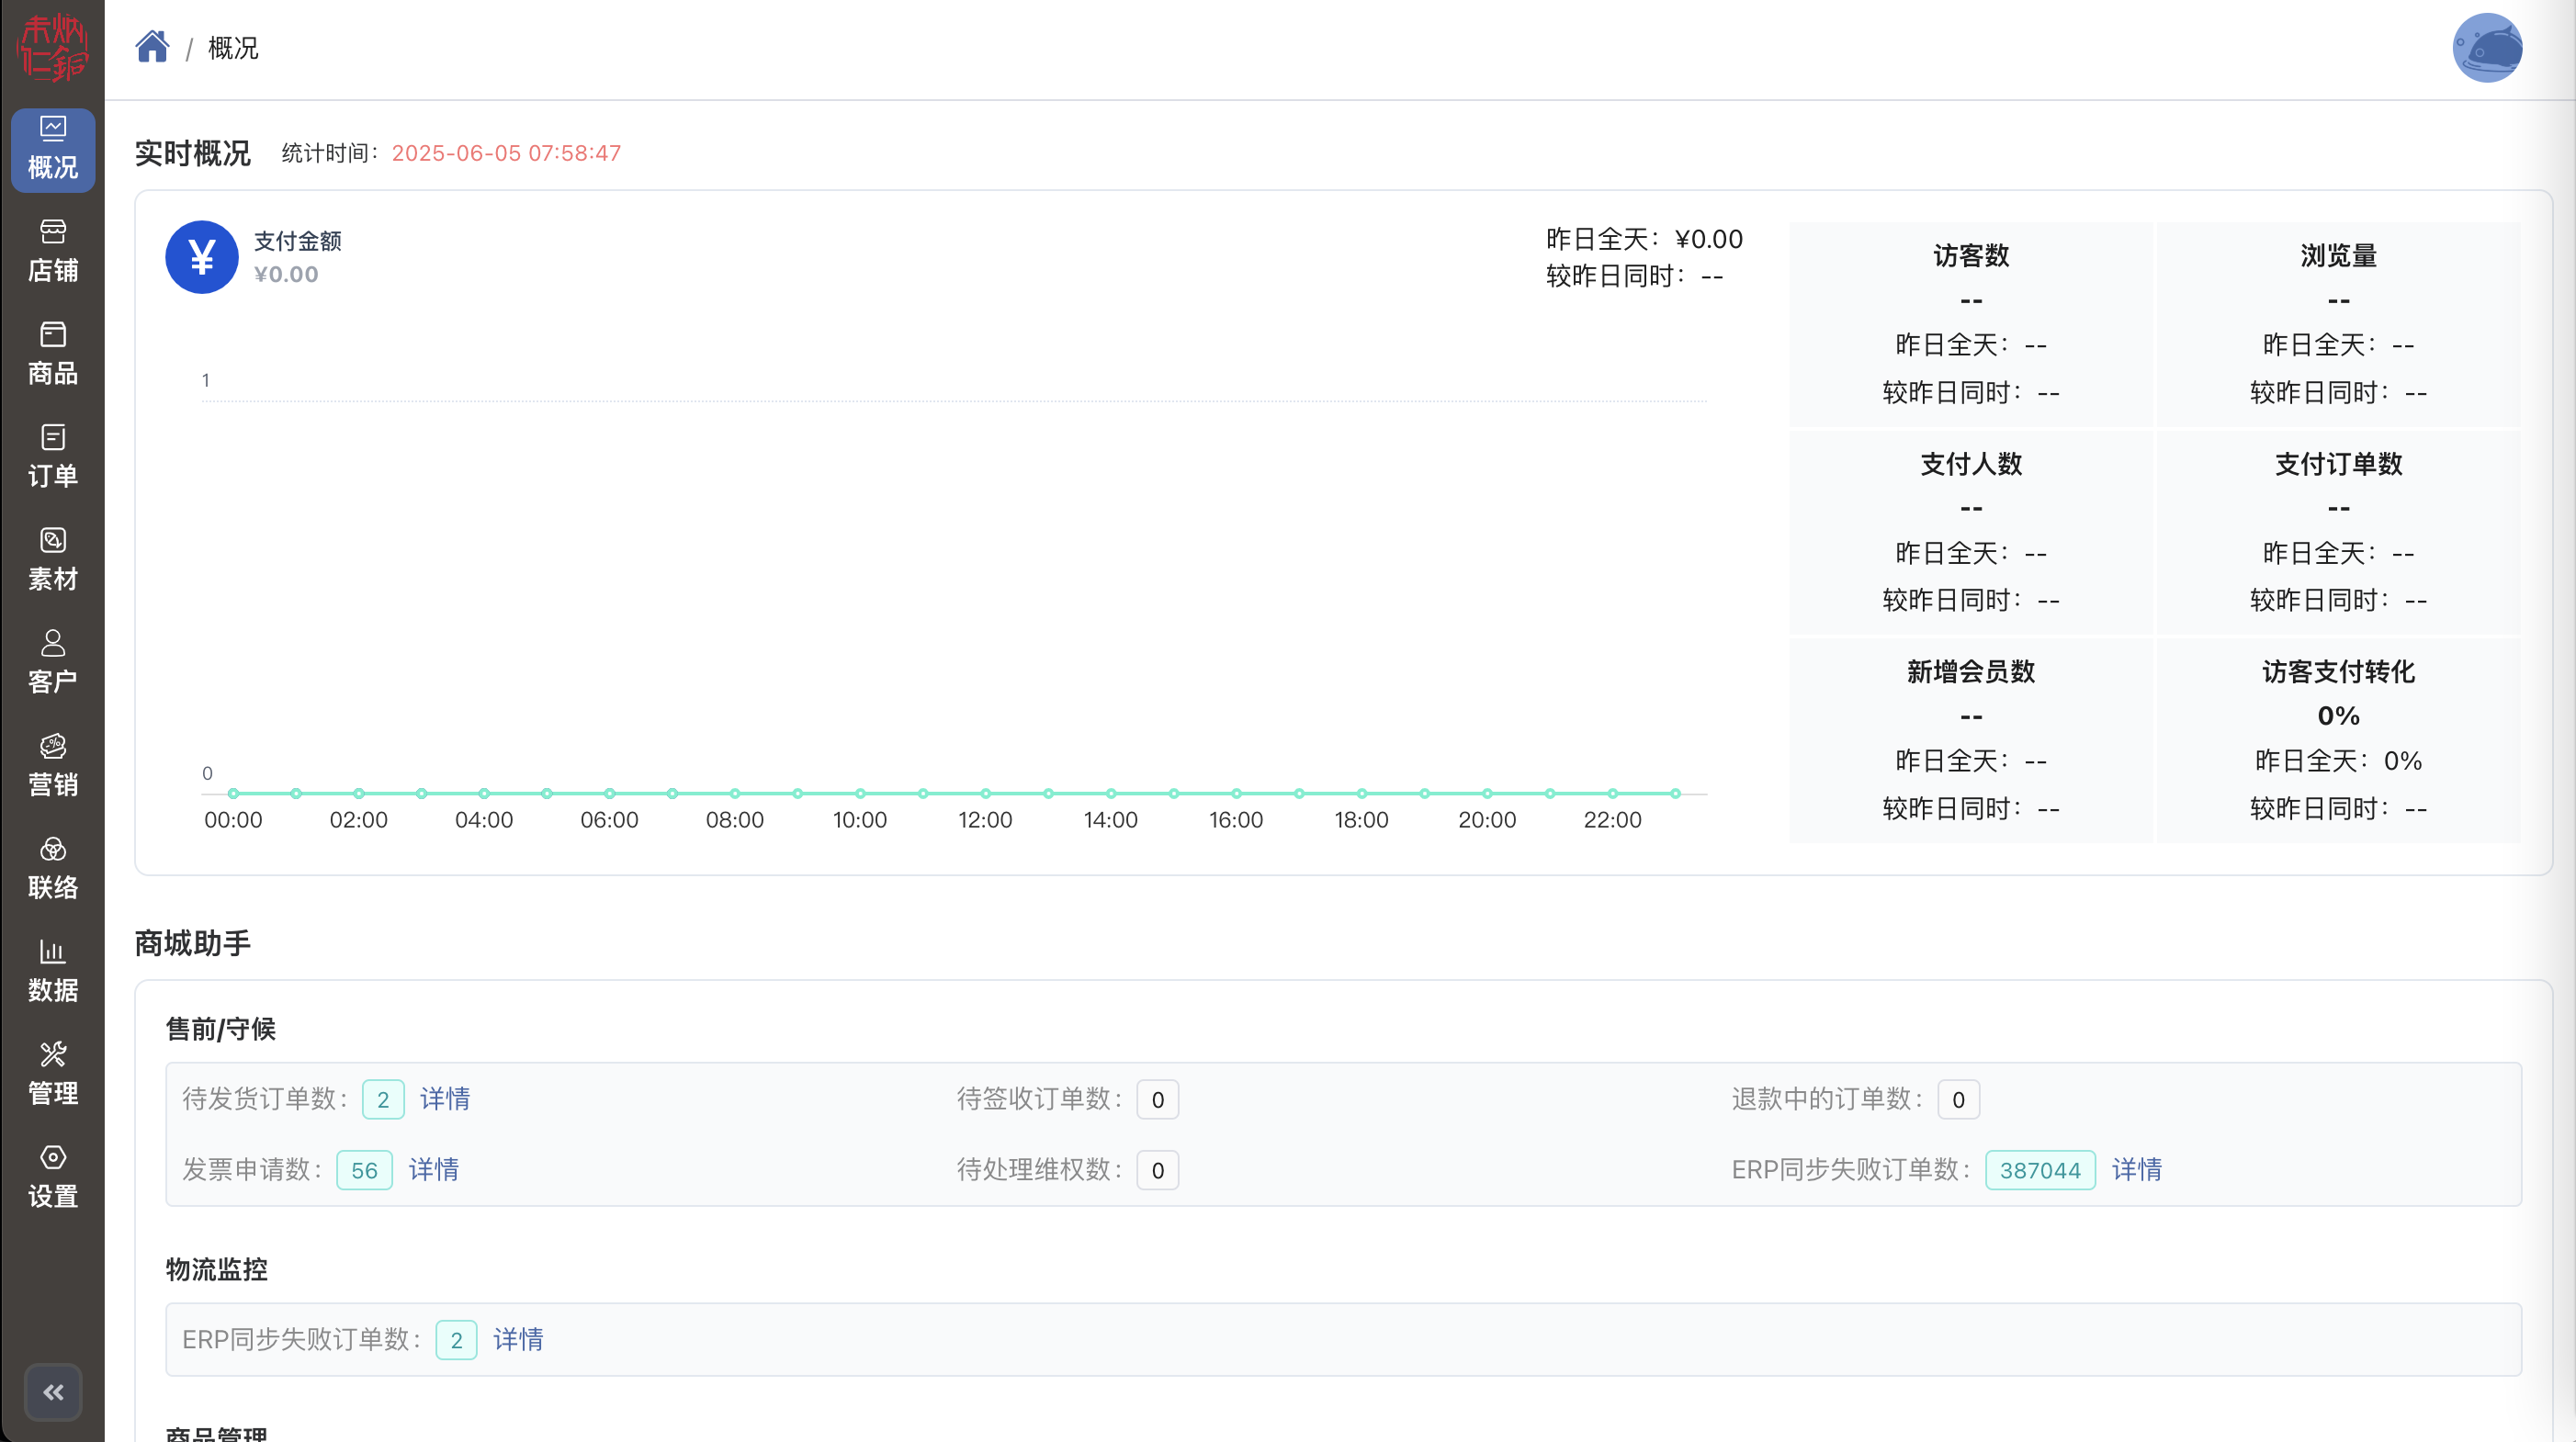 / 概况
概况
店铺
商品
订单
素材
客户
营销
联络
数据
管理
设置
实时概况 统计时间：2025-06-05 07:58:47
¥
支付金额
¥0.00
昨日全天：¥0.00
较昨日同时：--
1
0
00:00 02:00 04:00 06:00 08:00 10:00 12:00 14:00 16:00 18:00 20:00 22:00
访客数
--
昨日全天：--
较昨日同时：--
浏览量
--
昨日全天：--
较昨日同时：--
支付人数
--
昨日全天：--
较昨日同时：--
支付订单数
--
昨日全天：--
较昨日同时：--
新增会员数
--
昨日全天：--
较昨日同时：--
访客支付转化
0%
昨日全天：0%
较昨日同时：--
商城助手
售前/守候
待发货订单数： 2 详情 待签收订单数： 0 退款中的订单数： 0
发票申请数： 56 详情 待处理维权数： 0 ERP同步失败订单数： 387044 详情
物流监控
ERP同步失败订单数： 2 详情
商品管理